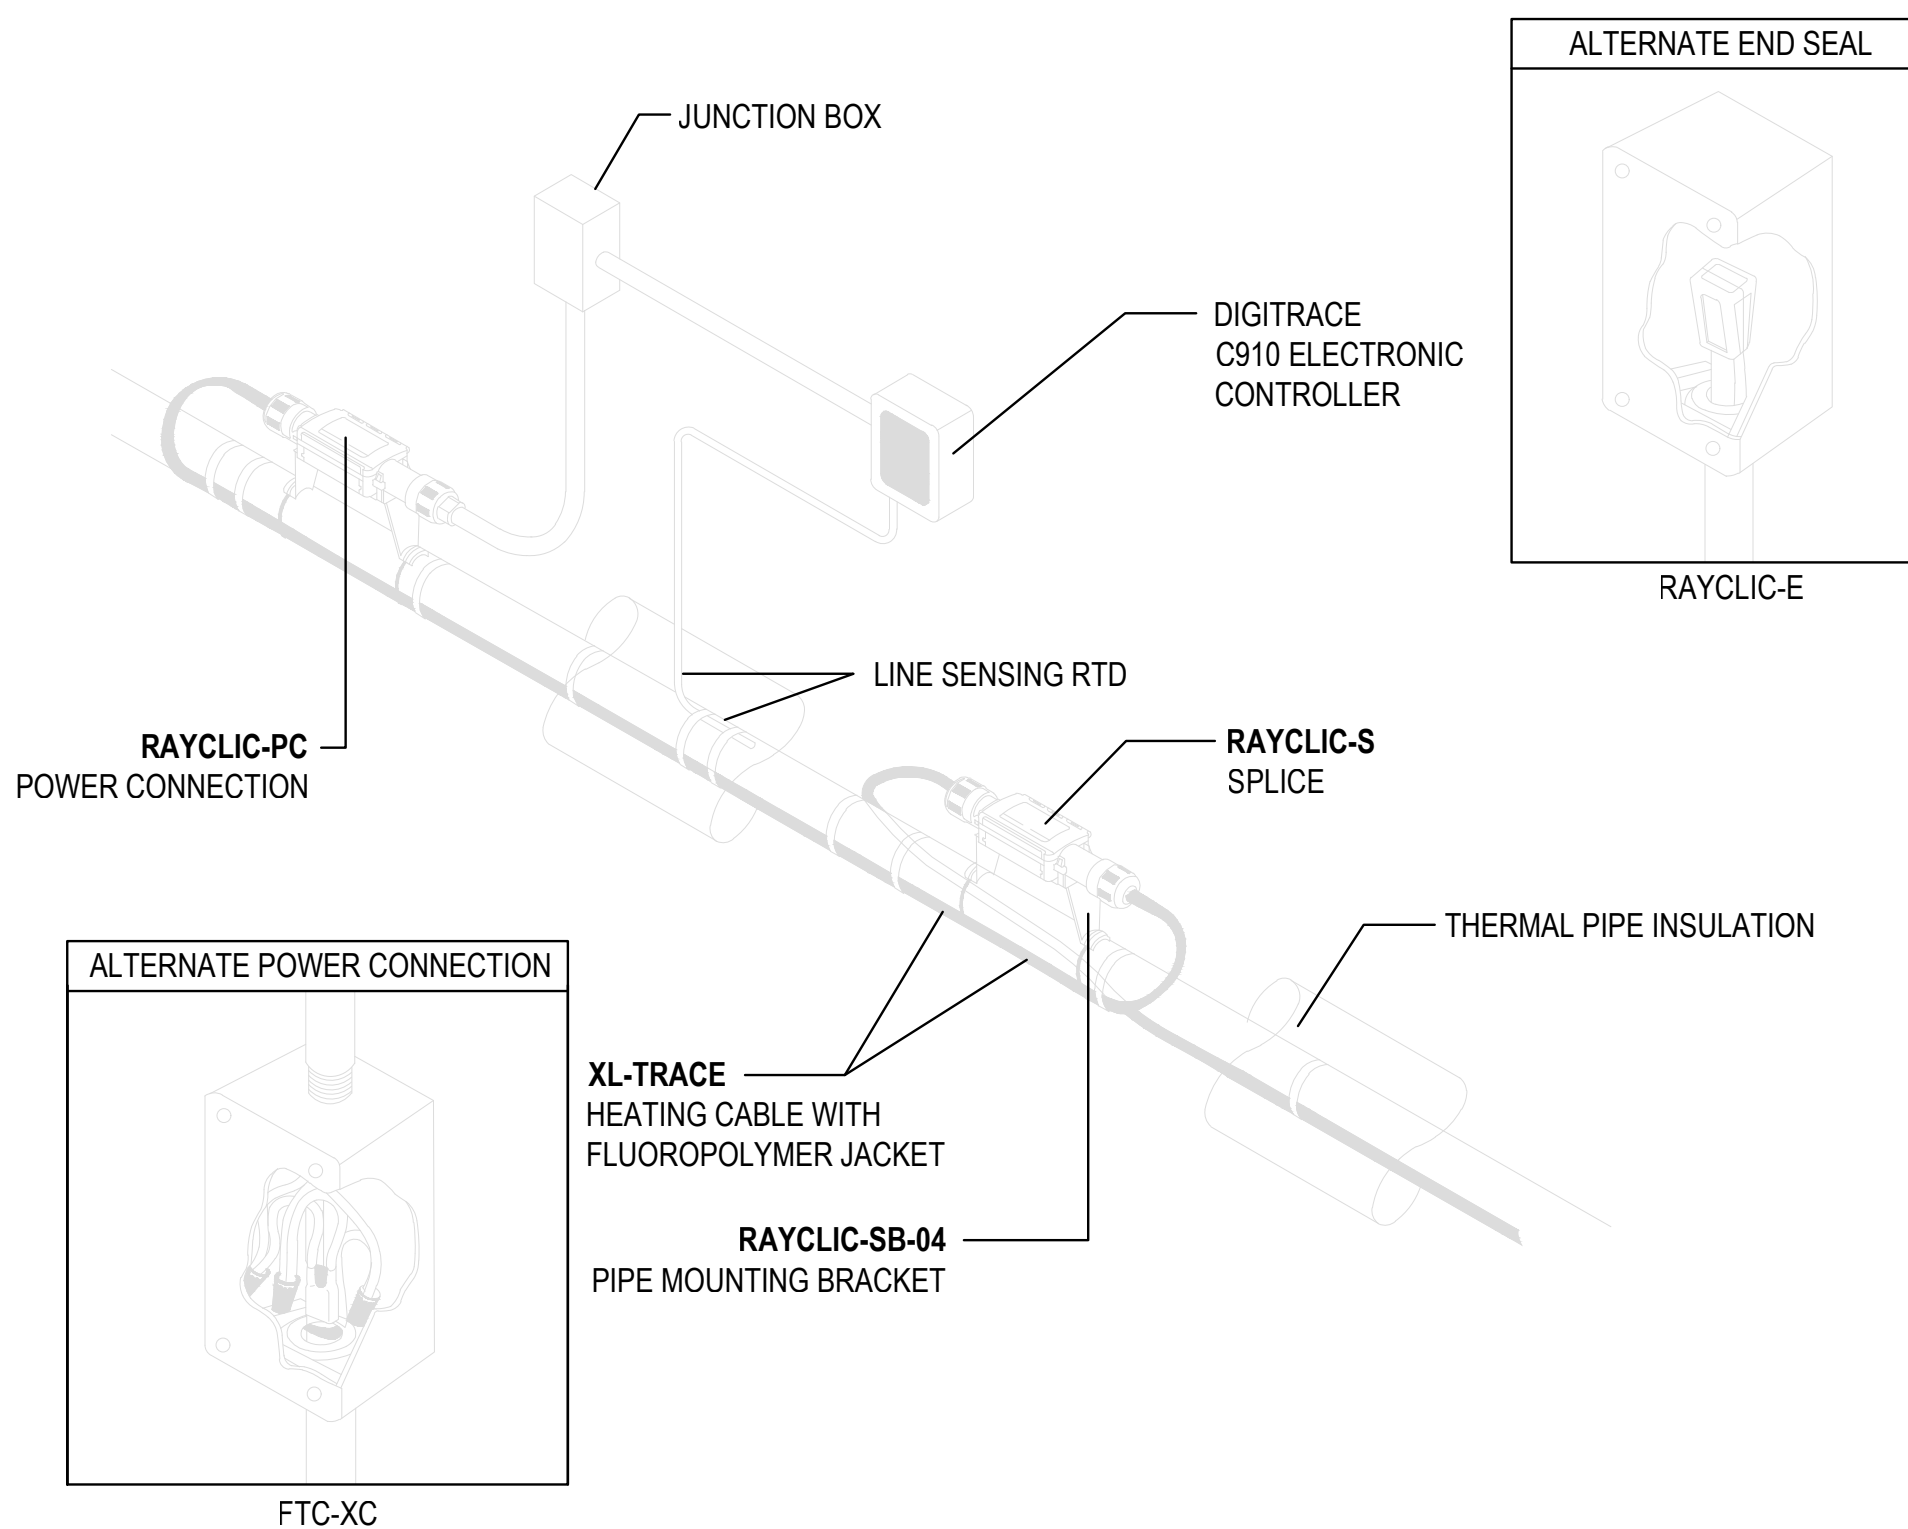 ALTERNATE END SEAL
JUNCTION BOX
DIGITRACE
C910 ELECTRONIC
CONTROLLER
RAYCLIC-E
LINE SENSING RTD
RAYCLIC-PC
POWER CONNECTION
RAYCLIC-S
SPLICE
THERMAL PIPE INSULATION
ALTERNATE POWER CONNECTION
XL-TRACE
HEATING CABLE WITH
FLUOROPOLYMER JACKET
RAYCLIC-SB-04
PIPE MOUNTING BRACKET
FTC-XC